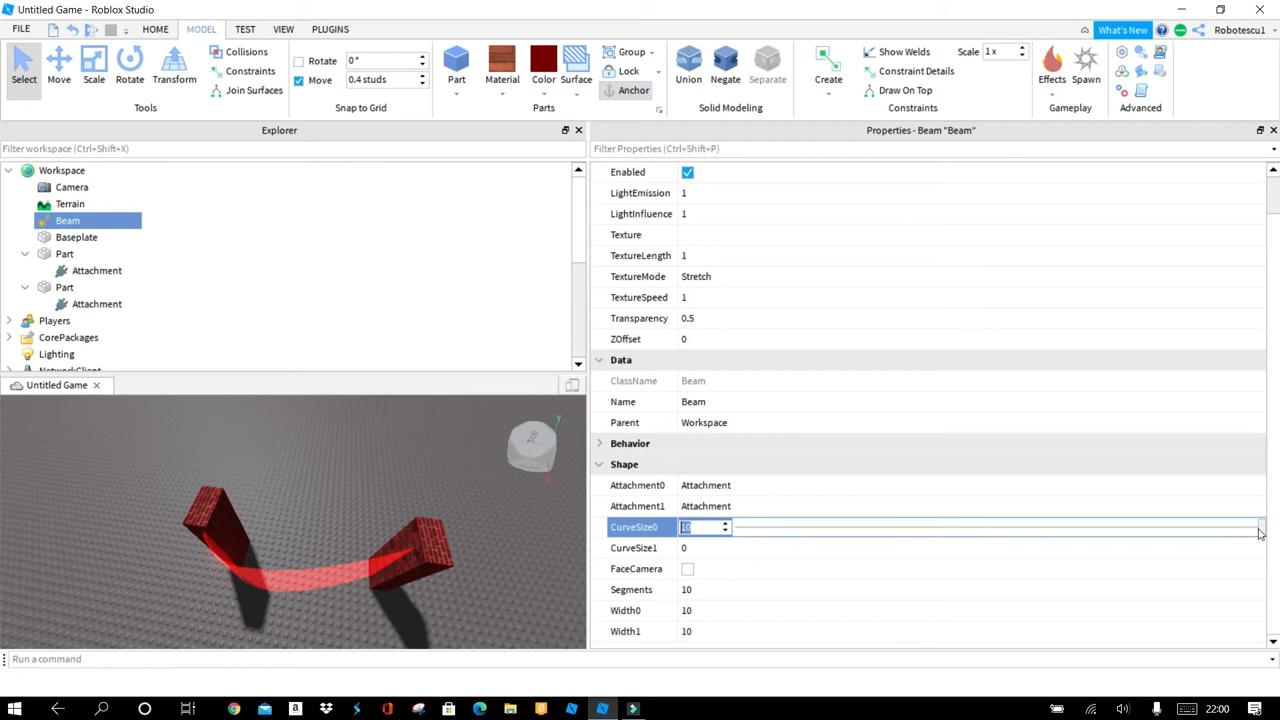 Untitled Game - Roblox Studio
FILE
HOME
MODEL
TEST
VIEW
PLUGINS
What's New
?
Robotescu1
Select
Move
Scale
Rotate
Transform
Collisions
Constraints
Join Surfaces
Tools
Rotate
0°
Move
0.4 studs
Snap to Grid
Part
Material
Color
Surface
Group
Lock
Anchor
Parts
Union
Negate
Separate
Solid Modeling
Create
Show Welds
Scale 1 x
Constraint Details
Draw On Top
Constraints
Effects
Spawn
Gameplay
Advanced
Explorer
Filter workspace (Ctrl+Shift+X)
Workspace
Camera
Terrain
Beam
Baseplate
Part
Attachment
Part
Attachment
Players
CorePackages
Lighting
NetworkClient
Untitled Game
Top
Y
X
Properties - Beam "Beam"
Filter Properties (Ctrl+Shift+P)
Enabled
LightEmission 1
LightInfluence 1
Texture
TextureLength 1
TextureMode Stretch
TextureSpeed 1
Transparency 0.5
ZOffset 0
Data
ClassName Beam
Name Beam
Parent Workspace
Behavior
Shape
Attachment0 Attachment
Attachment1 Attachment
CurveSize0 10
CurveSize1 0
FaceCamera
Segments 10
Width0 10
Width1 10
Run a command
22:00